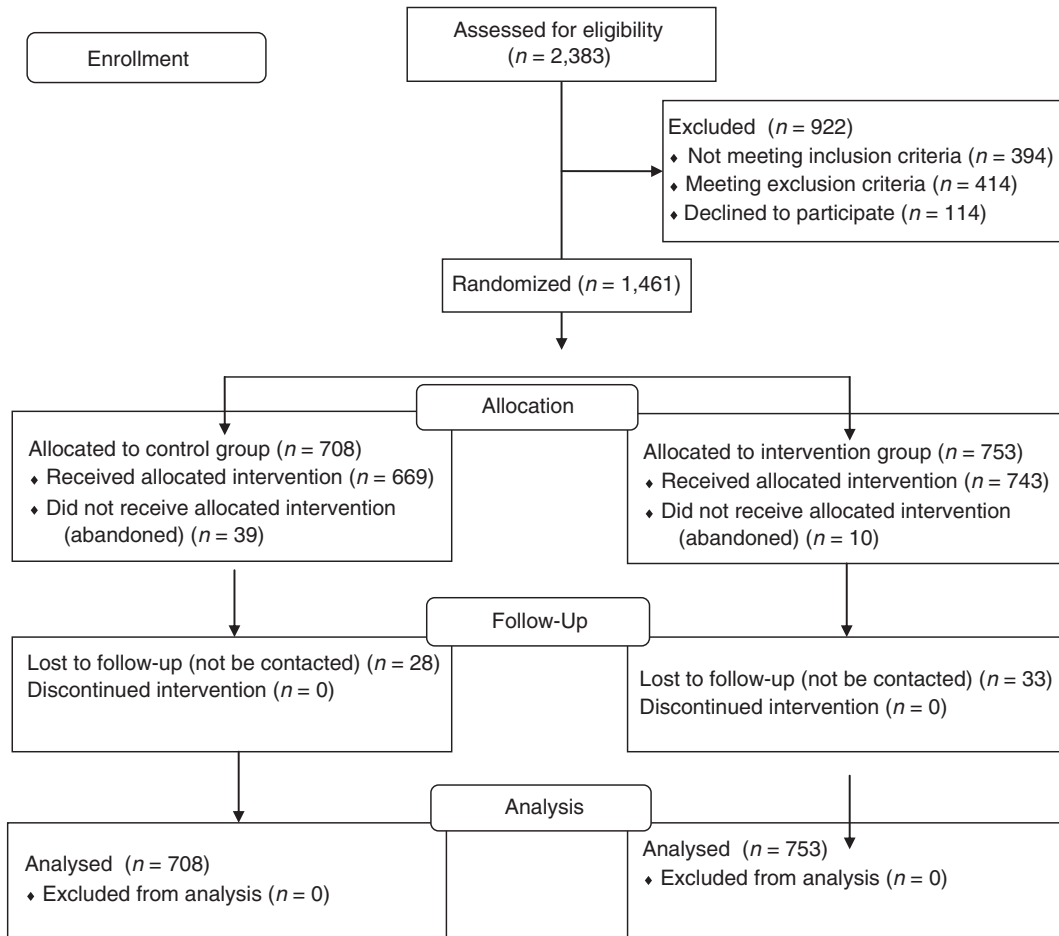 Assessed for eligibility
(n = 2,383)
Enrollment
Excluded (n = 922)
♦ Not meeting inclusion criteria (n = 394)
♦ Meeting exclusion criteria (n = 414)
♦ Declined to participate (n = 114)
Randomized (n = 1,461)
Allocation
Allocated to control group (n = 708)
♦ Received allocated intervention (n = 669)
♦ Did not receive allocated intervention
(abandoned) (n = 39)
Allocated to intervention group (n = 753)
♦ Received allocated intervention (n = 743)
♦ Did not receive allocated intervention
(abandoned) (n = 10)
Follow-Up
Lost to follow-up (not be contacted) (n = 28)
Discontinued intervention (n = 0)
Lost to follow-up (not be contacted) (n = 33)
Discontinued intervention (n = 0)
Analysis
Analysed (n = 708)
♦ Excluded from analysis (n = 0)
Analysed (n = 753)
♦ Excluded from analysis (n = 0)